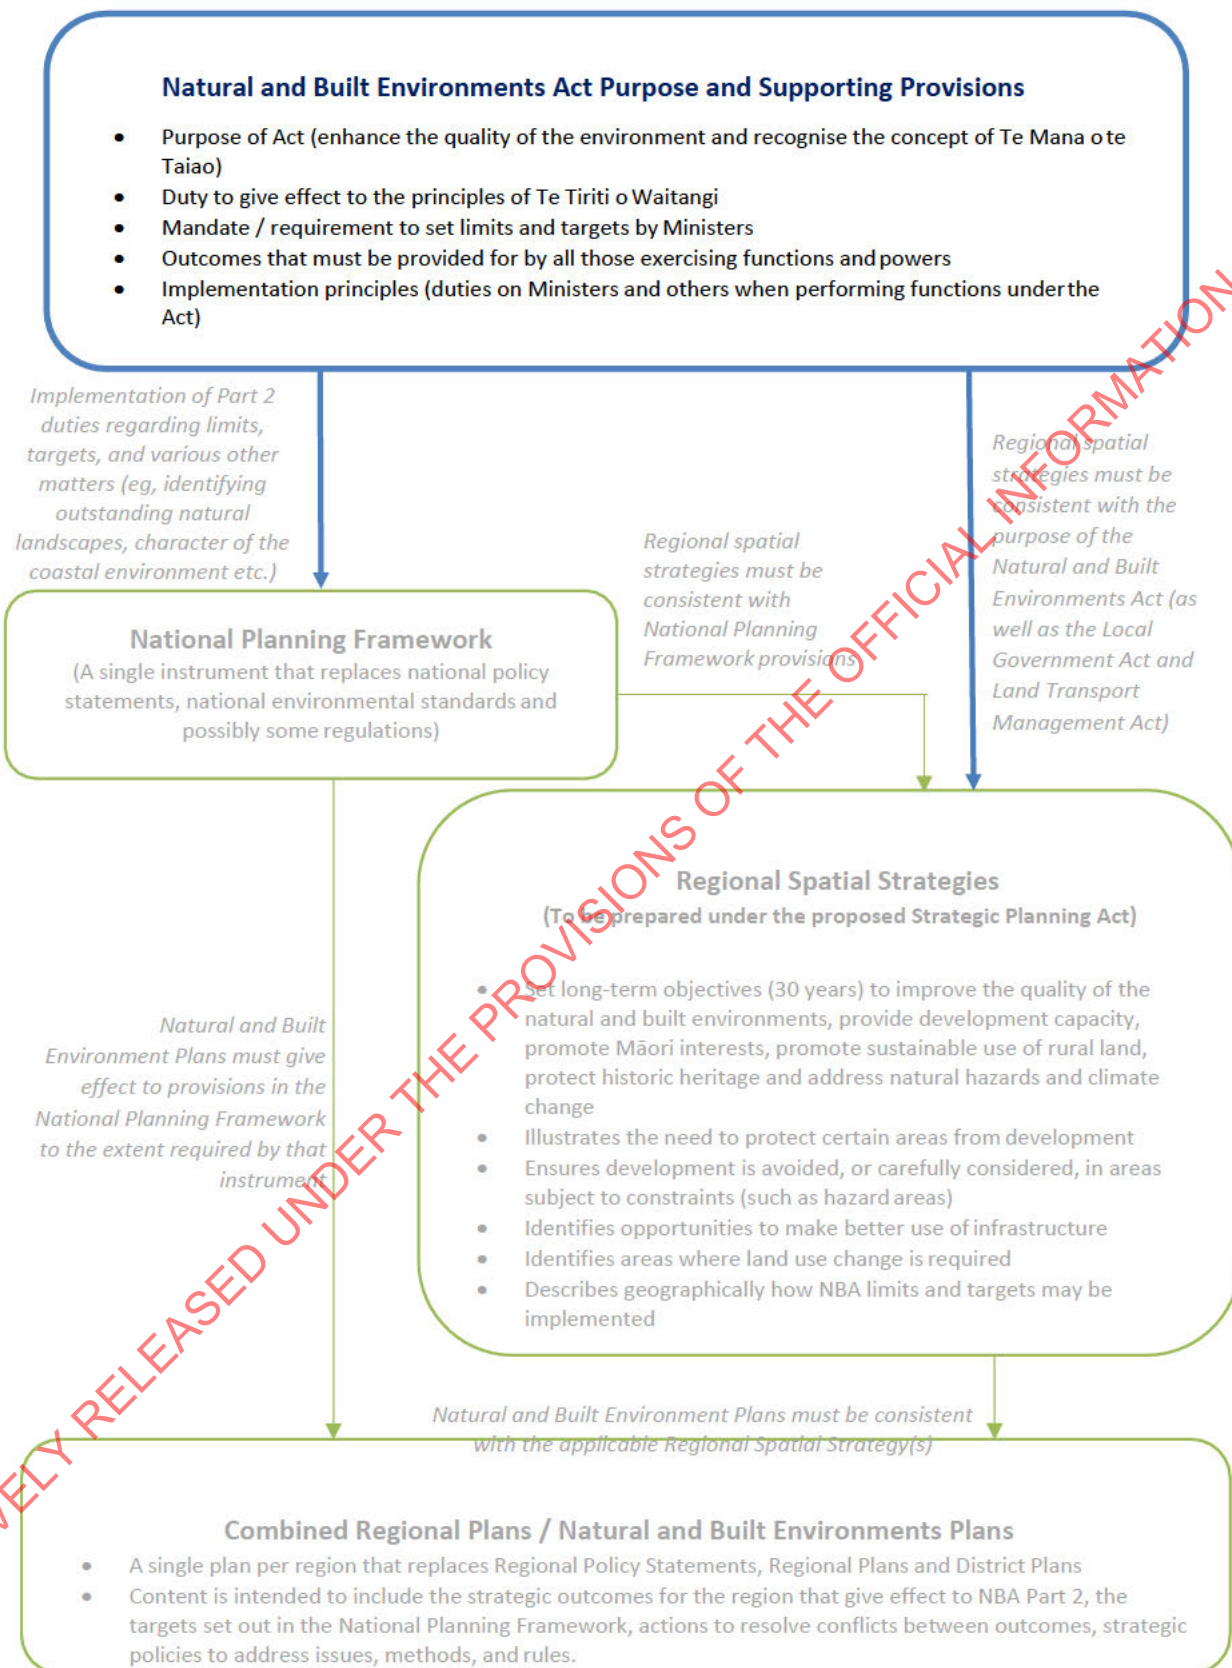 Natural and Built Environments Act Purpose and Supporting Provisions
• Purpose of Act (enhance the quality of the environment and recognise the concept of Te Mana o te
Taiao)
• Duty to give effect to the principles of Te Tiriti o Waitangi
• Mandate / requirement to set limits and targets by Ministers
• Outcomes that must be provided for by all those exercising functions and powers
• Implementation principles (duties on Ministers and others when performing functions under the
Act)
Implementation of Part 2
duties regarding limits,
targets, and various other
matters (eg, identifying
outstanding natural
landscapes, character of the
coastal environment etc.)
Regional spatial
strategies must be
consistent with
National Planning
Framework provisions
Regional spatial
strategies must be
consistent with the
purpose of the
Natural and Built
Environments Act (as
well as the Local
Government Act and
Land Transport
Management Act)
National Planning Framework
(A single instrument that replaces national policy
statements, national environmental standards and
possibly some regulations)
Regional Spatial Strategies
(To be prepared under the proposed Strategic Planning Act)
• Set long-term objectives (30 years) to improve the quality of the
natural and built environments, provide development capacity,
promote Māori interests, promote sustainable use of rural land,
protect historic heritage and address natural hazards and climate
change
• Illustrates the need to protect certain areas from development
• Ensures development is avoided, or carefully considered, in areas
subject to constraints (such as hazard areas)
• Identifies opportunities to make better use of infrastructure
• Identifies areas where land use change is required
• Describes geographically how NBA limits and targets may be
implemented
Natural and Built
Environment Plans must give
effect to provisions in the
National Planning Framework
to the extent required by that
instrument
Natural and Built Environment Plans must be consistent
with the applicable Regional Spatial Strategy(s)
Combined Regional Plans / Natural and Built Environments Plans
• A single plan per region that replaces Regional Policy Statements, Regional Plans and District Plans
• Content is intended to include the strategic outcomes for the region that give effect to NBA Part 2, the
targets set out in the National Planning Framework, actions to resolve conflicts between outcomes, strategic
policies to address issues, methods, and rules.
VELY RELEASED UNDER THE PROVISIONS OF THE OFFICIAL INFORMATION